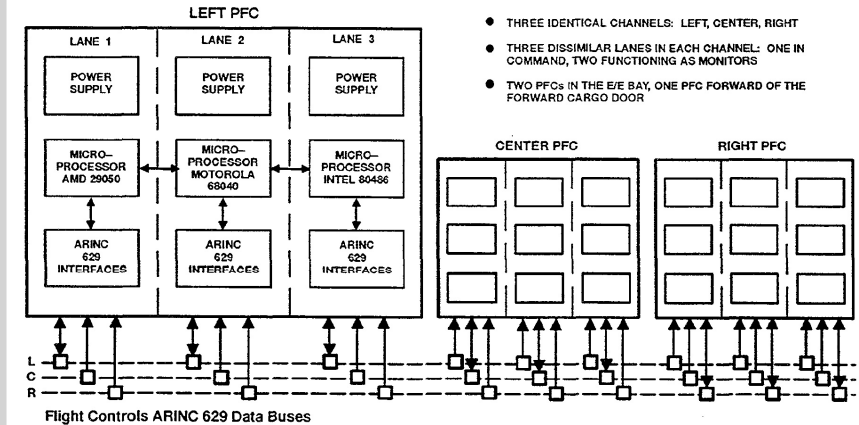 LEFT PFC
LANE 1
LANE 2
LANE 3
POWER
SUPPLY
POWER
SUPPLY
POWER
SUPPLY
MICRO–
PROCESSOR
AMD 29050
MICRO–
PROCESSOR
MOTOROLA
68040
MICRO–
PROCESSOR
INTEL 80486
ARINC
629
INTERFACES
ARINC
629
INTERFACES
ARINC
629
INTERFACES
● THREE IDENTICAL CHANNELS: LEFT, CENTER, RIGHT
● THREE DISSIMILAR LANES IN EACH CHANNEL: ONE IN
COMMAND, TWO FUNCTIONING AS MONITORS
● TWO PFCs IN THE E/E BAY, ONE PFC FORWARD OF THE
FORWARD CARGO DOOR
CENTER PFC
RIGHT PFC
L
C
R
Flight Controls ARINC 629 Data Buses